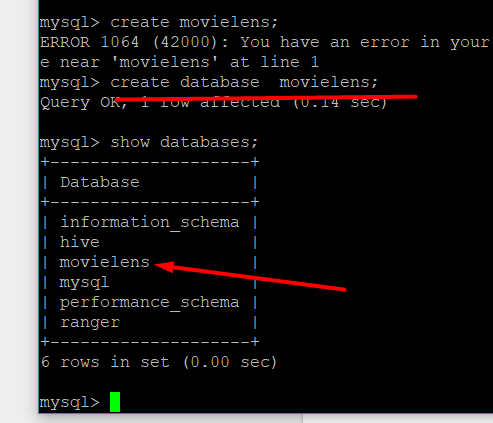 mysql> create movielens;
ERROR 1064 (42000): You have an error in your
e near 'movielens' at line 1
mysql> create database  movielens;
Query OK, 1 row affected (0.14 sec)
mysql> show databases;
+--------------------+
| Database           |
+--------------------+
| information_schema |
| hive               |
| movielens          |
| mysql              |
| performance_schema |
| ranger             |
+--------------------+
6 rows in set (0.00 sec)
mysql>